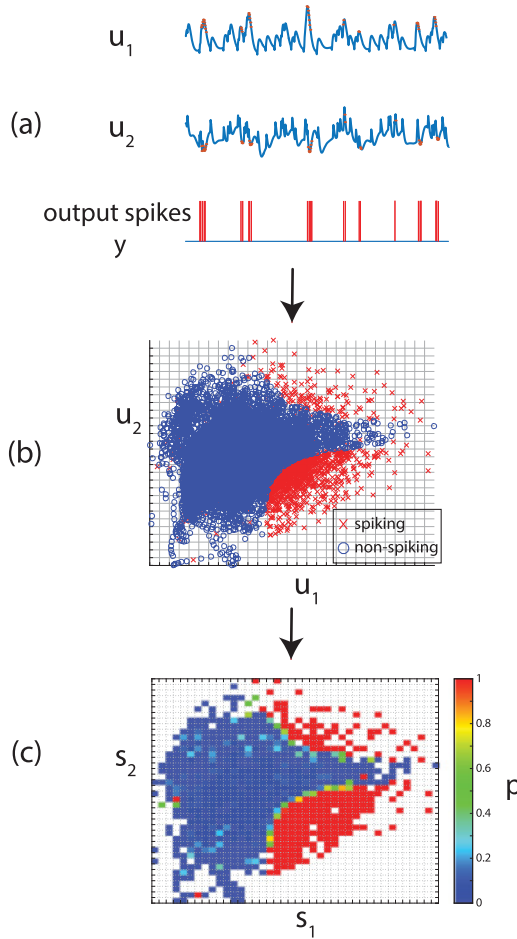 u1
(a)
u2
output spikes
y
u2
(b)
× spiking
○ non-spiking
u1
1
0.8
(c)
s2
0.6
p
0.4
0.2
0
s1